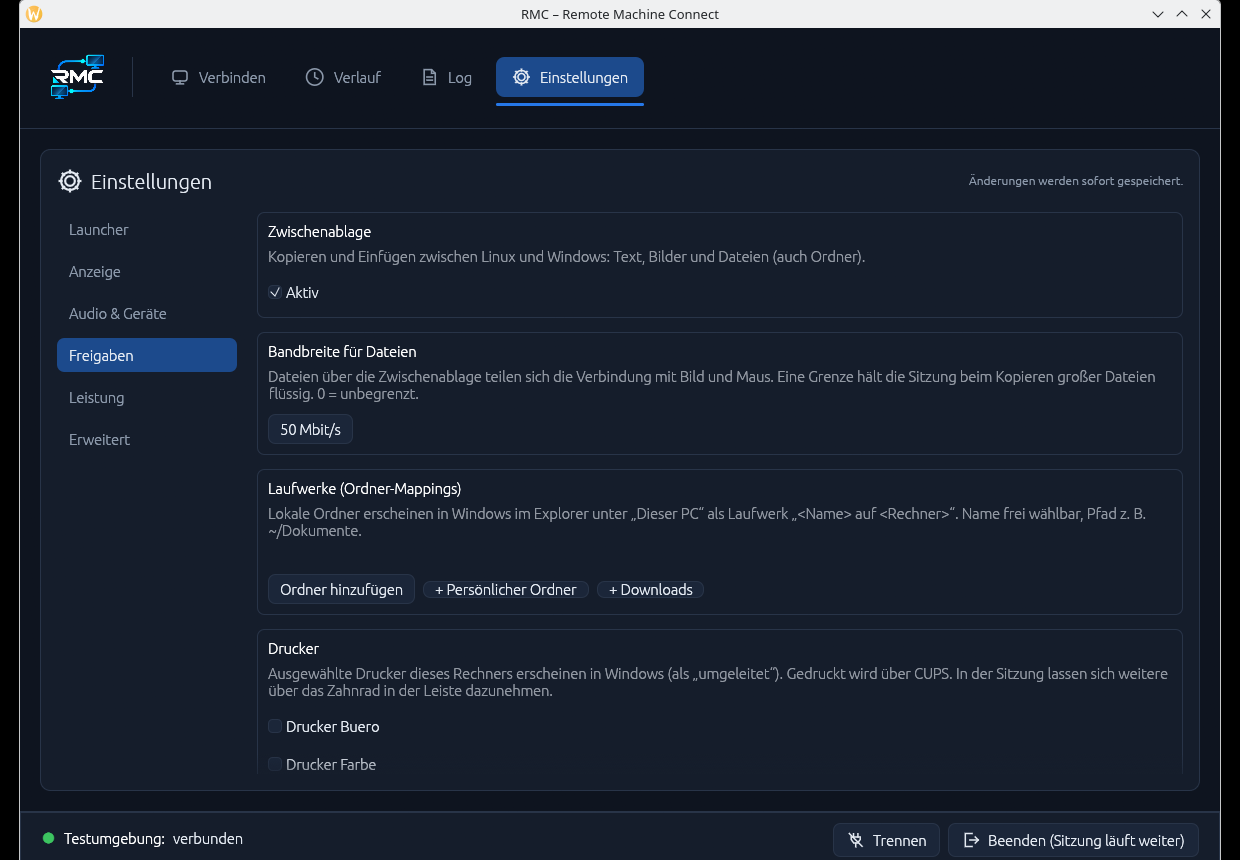 RMC – Remote Machine Connect
RMC
Verbinden
Verlauf
Log
Einstellungen
Einstellungen
Änderungen werden sofort gespeichert.
Launcher
Anzeige
Audio & Geräte
Freigaben
Leistung
Erweitert
Zwischenablage
Kopieren und Einfügen zwischen Linux und Windows: Text, Bilder und Dateien (auch Ordner).
Aktiv
Bandbreite für Dateien
Dateien über die Zwischenablage teilen sich die Verbindung mit Bild und Maus. Eine Grenze hält die Sitzung beim Kopieren großer Dateien
flüssig. 0 = unbegrenzt.
50 Mbit/s
Laufwerke (Ordner-Mappings)
Lokale Ordner erscheinen in Windows im Explorer unter „Dieser PC“ als Laufwerk „<Name> auf <Rechner>“. Name frei wählbar, Pfad z. B.
~/Dokumente.
Ordner hinzufügen
+ Persönlicher Ordner
+ Downloads
Drucker
Ausgewählte Drucker dieses Rechners erscheinen in Windows (als „umgeleitet“). Gedruckt wird über CUPS. In der Sitzung lassen sich weitere
über das Zahnrad in der Leiste dazunehmen.
Drucker Buero
Drucker Farbe
Testumgebung: verbunden
Trennen
Beenden (Sitzung läuft weiter)